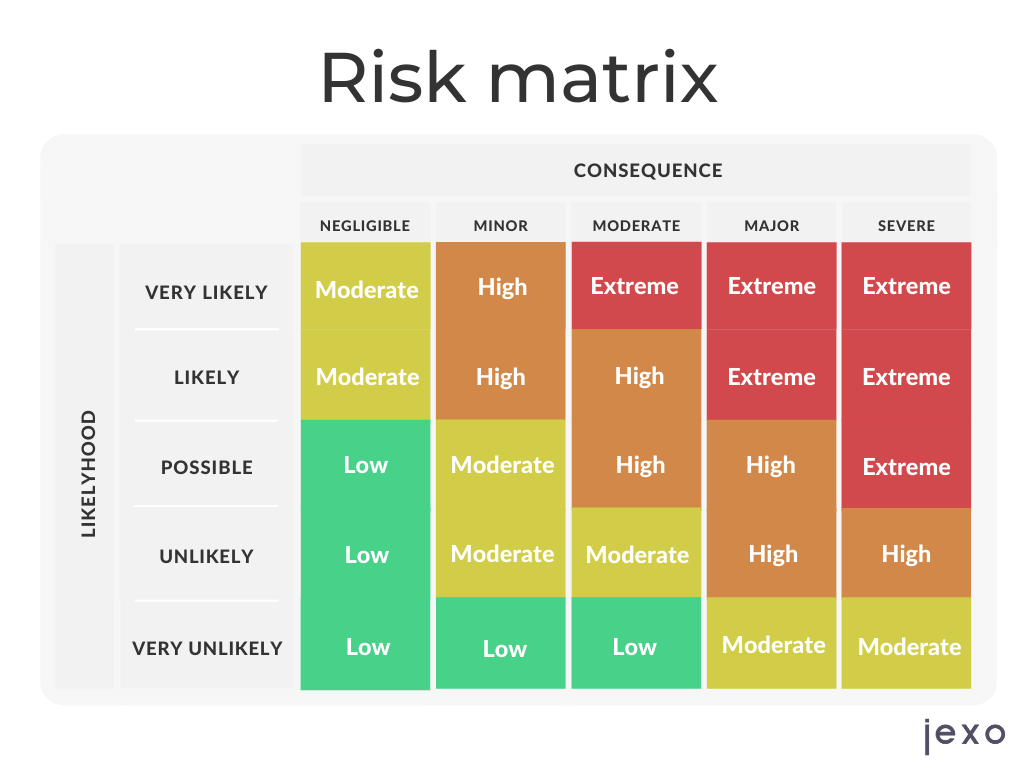 Risk matrix
CONSEQUENCE
NEGLIGIBLE MINOR MODERATE MAJOR SEVERE
LIKELYHOOD
VERY LIKELY Moderate High Extreme Extreme Extreme
LIKELY Moderate High High Extreme Extreme
POSSIBLE Low Moderate High High Extreme
UNLIKELY Low Moderate Moderate High High
VERY UNLIKELY Low Low Low Moderate Moderate
jexo